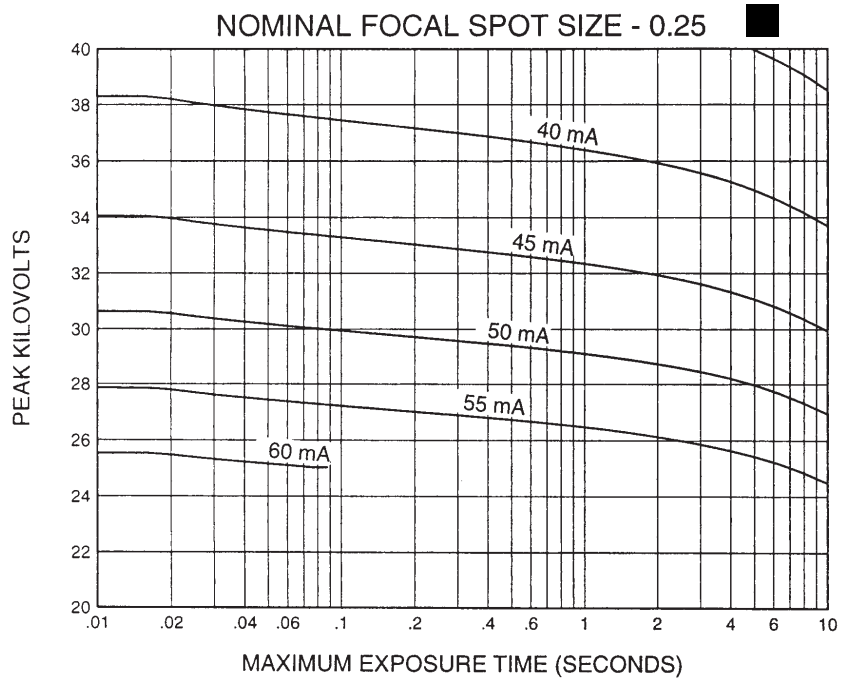 NOMINAL FOCAL SPOT SIZE - 0.25
40
38
36
34
32
30
28
26
24
22
20
PEAK KILOVOLTS
40 mA
45 mA
50 mA
55 mA
60 mA
.01 .02 .04 .06 .1 .2 .4 .6 1 2 4 6 10
MAXIMUM EXPOSURE TIME (SECONDS)